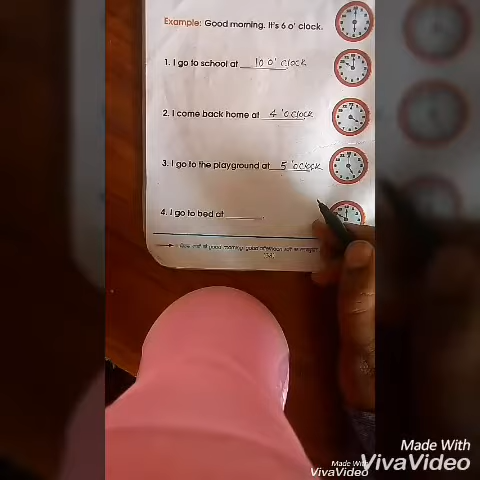 Example: Good morning. It's 6 o' clock.
1. I go to school at 10 o' clock
2. I come back home at 4 'o clock
3. I go to the playground at 5 'o clock
4. I go to bed at ______.
Made With
VivaVideo
Made With
VivaVideo